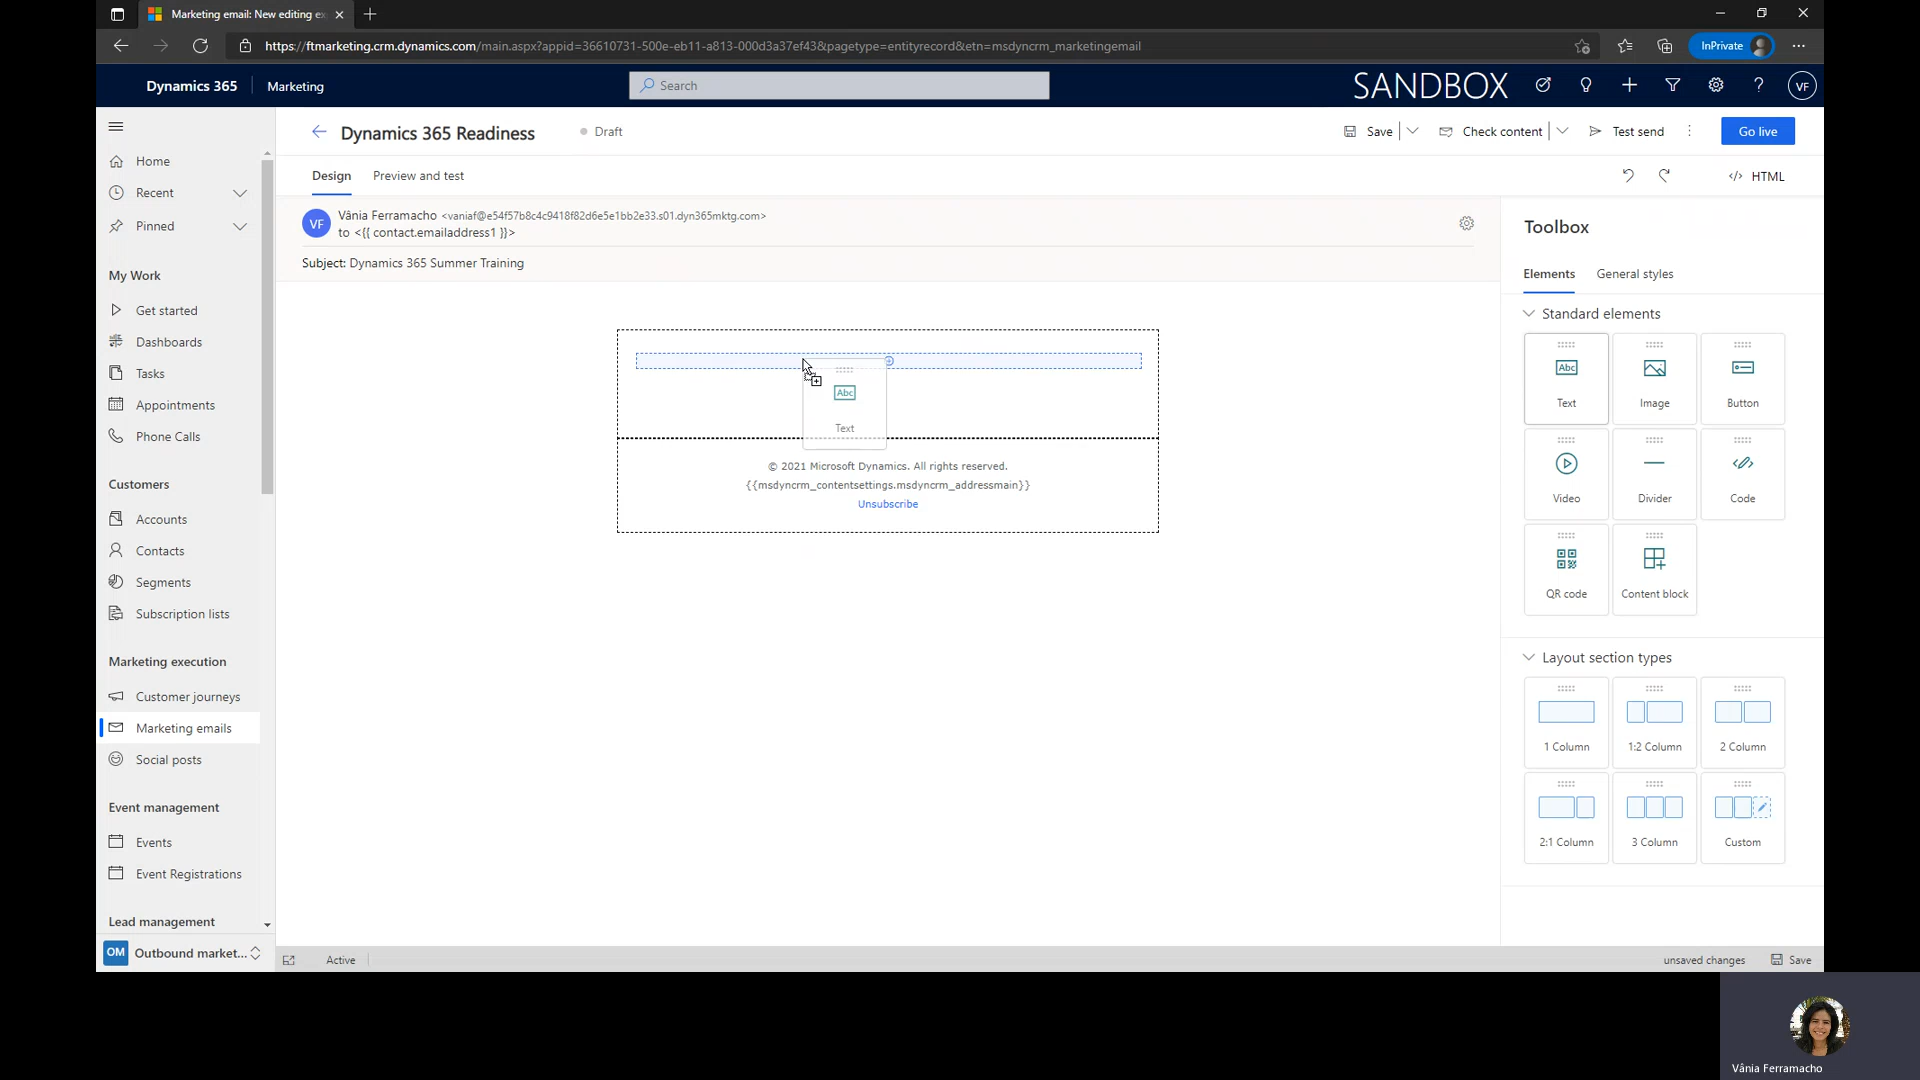 Marketing email: New editing ex
https://ftmarketing.crm.dynamics.com/main.aspx?appid=36610731-500e-eb11-a813-000d3a37ef43&pagetype=entityrecord&etn=msdyncrm_marketingemail
InPrivate
Dynamics 365
Marketing
Search
SANDBOX
VF
Dynamics 365 Readiness
Draft
Save
Check content
Test send
Go live
Design
Preview and test
HTML
VF
Vânia Ferramacho <vaniaf@e54f57b8c4c9418f82d6e5e1bb2e33.s01.dyn365mktg.com>
to <{{ contact.emailaddress1 }}>
Subject: Dynamics 365 Summer Training
Home
Recent
Pinned
My Work
Get started
Dashboards
Tasks
Appointments
Phone Calls
Customers
Accounts
Contacts
Segments
Subscription lists
Marketing execution
Customer journeys
Marketing emails
Social posts
Event management
Events
Event Registrations
Lead management
OM
Outbound market...
Abc
Text
© 2021 Microsoft Dynamics. All rights reserved.
{{msdyncrm_contentsettings.msdyncrm_addressmain}}
Unsubscribe
Toolbox
Elements
General styles
Standard elements
Abc
Text
Image
Button
Video
Divider
Code
QR code
Content block
Layout section types
1 Column
1:2 Column
2 Column
2:1 Column
3 Column
Custom
Active
unsaved changes
Save
Vânia Ferramacho